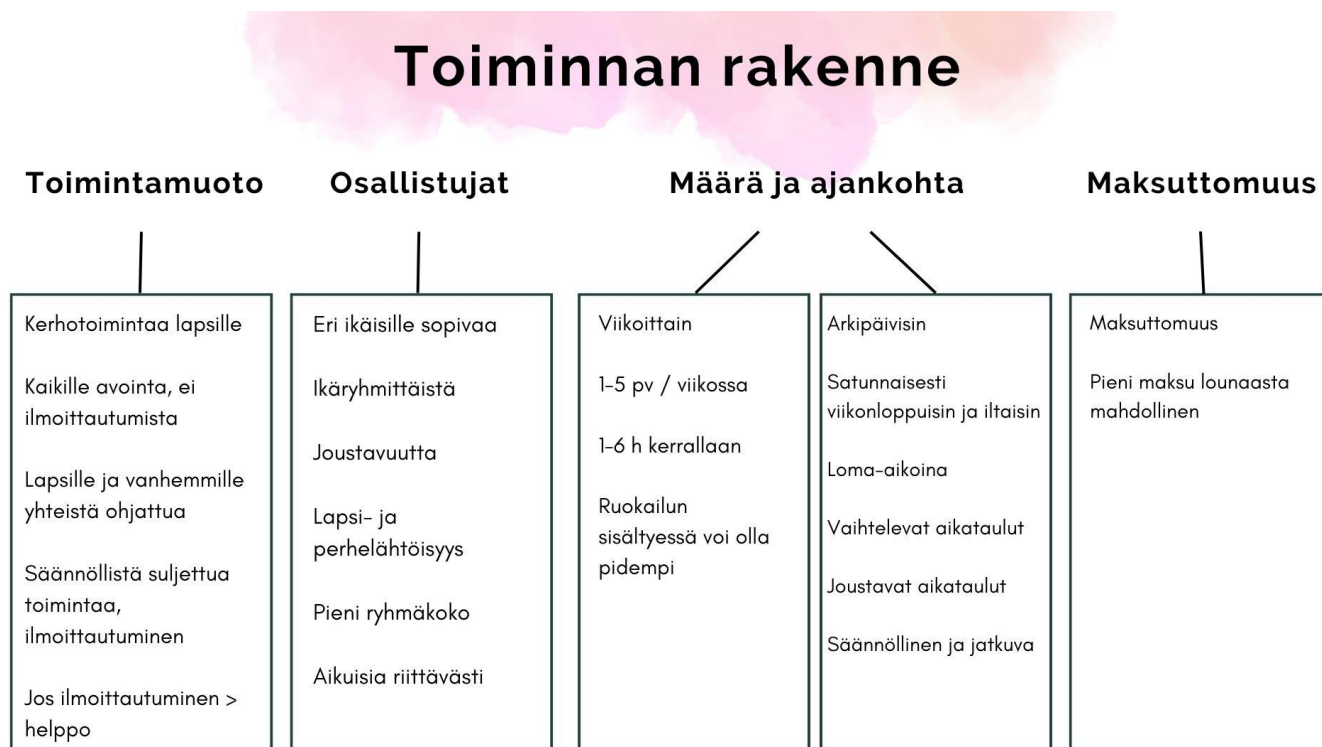 Toiminnan rakenne
Toimintamuoto
Kerhotoimintaa lapsille
Kaikille avointa, ei
ilmoittautumista
Lapsille ja vanhemmille
yhteistä ohjattua
Säännöllistä suljettua
toimintaa,
ilmoittautuminen
Jos ilmoittautuminen >
helppo
Osallistujat
Eri ikäisille sopivaa
Ikäryhmittäistä
Joustavuutta
Lapsi- ja
perhelähtöisyys
Pieni ryhmäkoko
Aikuisia riittävästi
Määrä ja ajankohta
Viikoittain
1-5 pv / viikossa
1-6 h kerrallaan
Ruokailun
sisältyessä voi olla
pidempi
Arkipäivisin
Satunnaisesti
viikonloppuisin ja iltaisin
Loma-aikoina
Vaihtelevat aikataulut
Joustavat aikataulut
Säännöllinen ja jatkuva
Maksuttomuus
Maksuttomuus
Pieni maksu lounaasta
mahdollinen